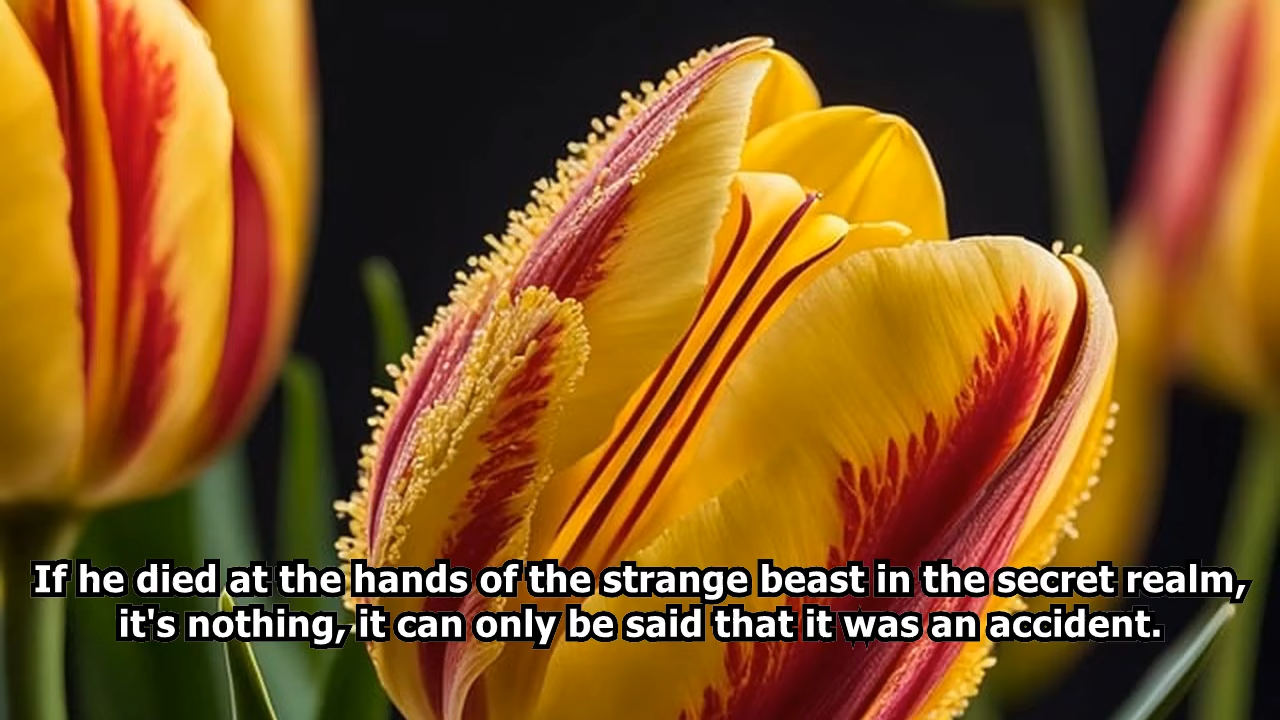 If he died at the hands of the strange beast in the secret realm,
it's nothing, it can only be said that it was an accident.